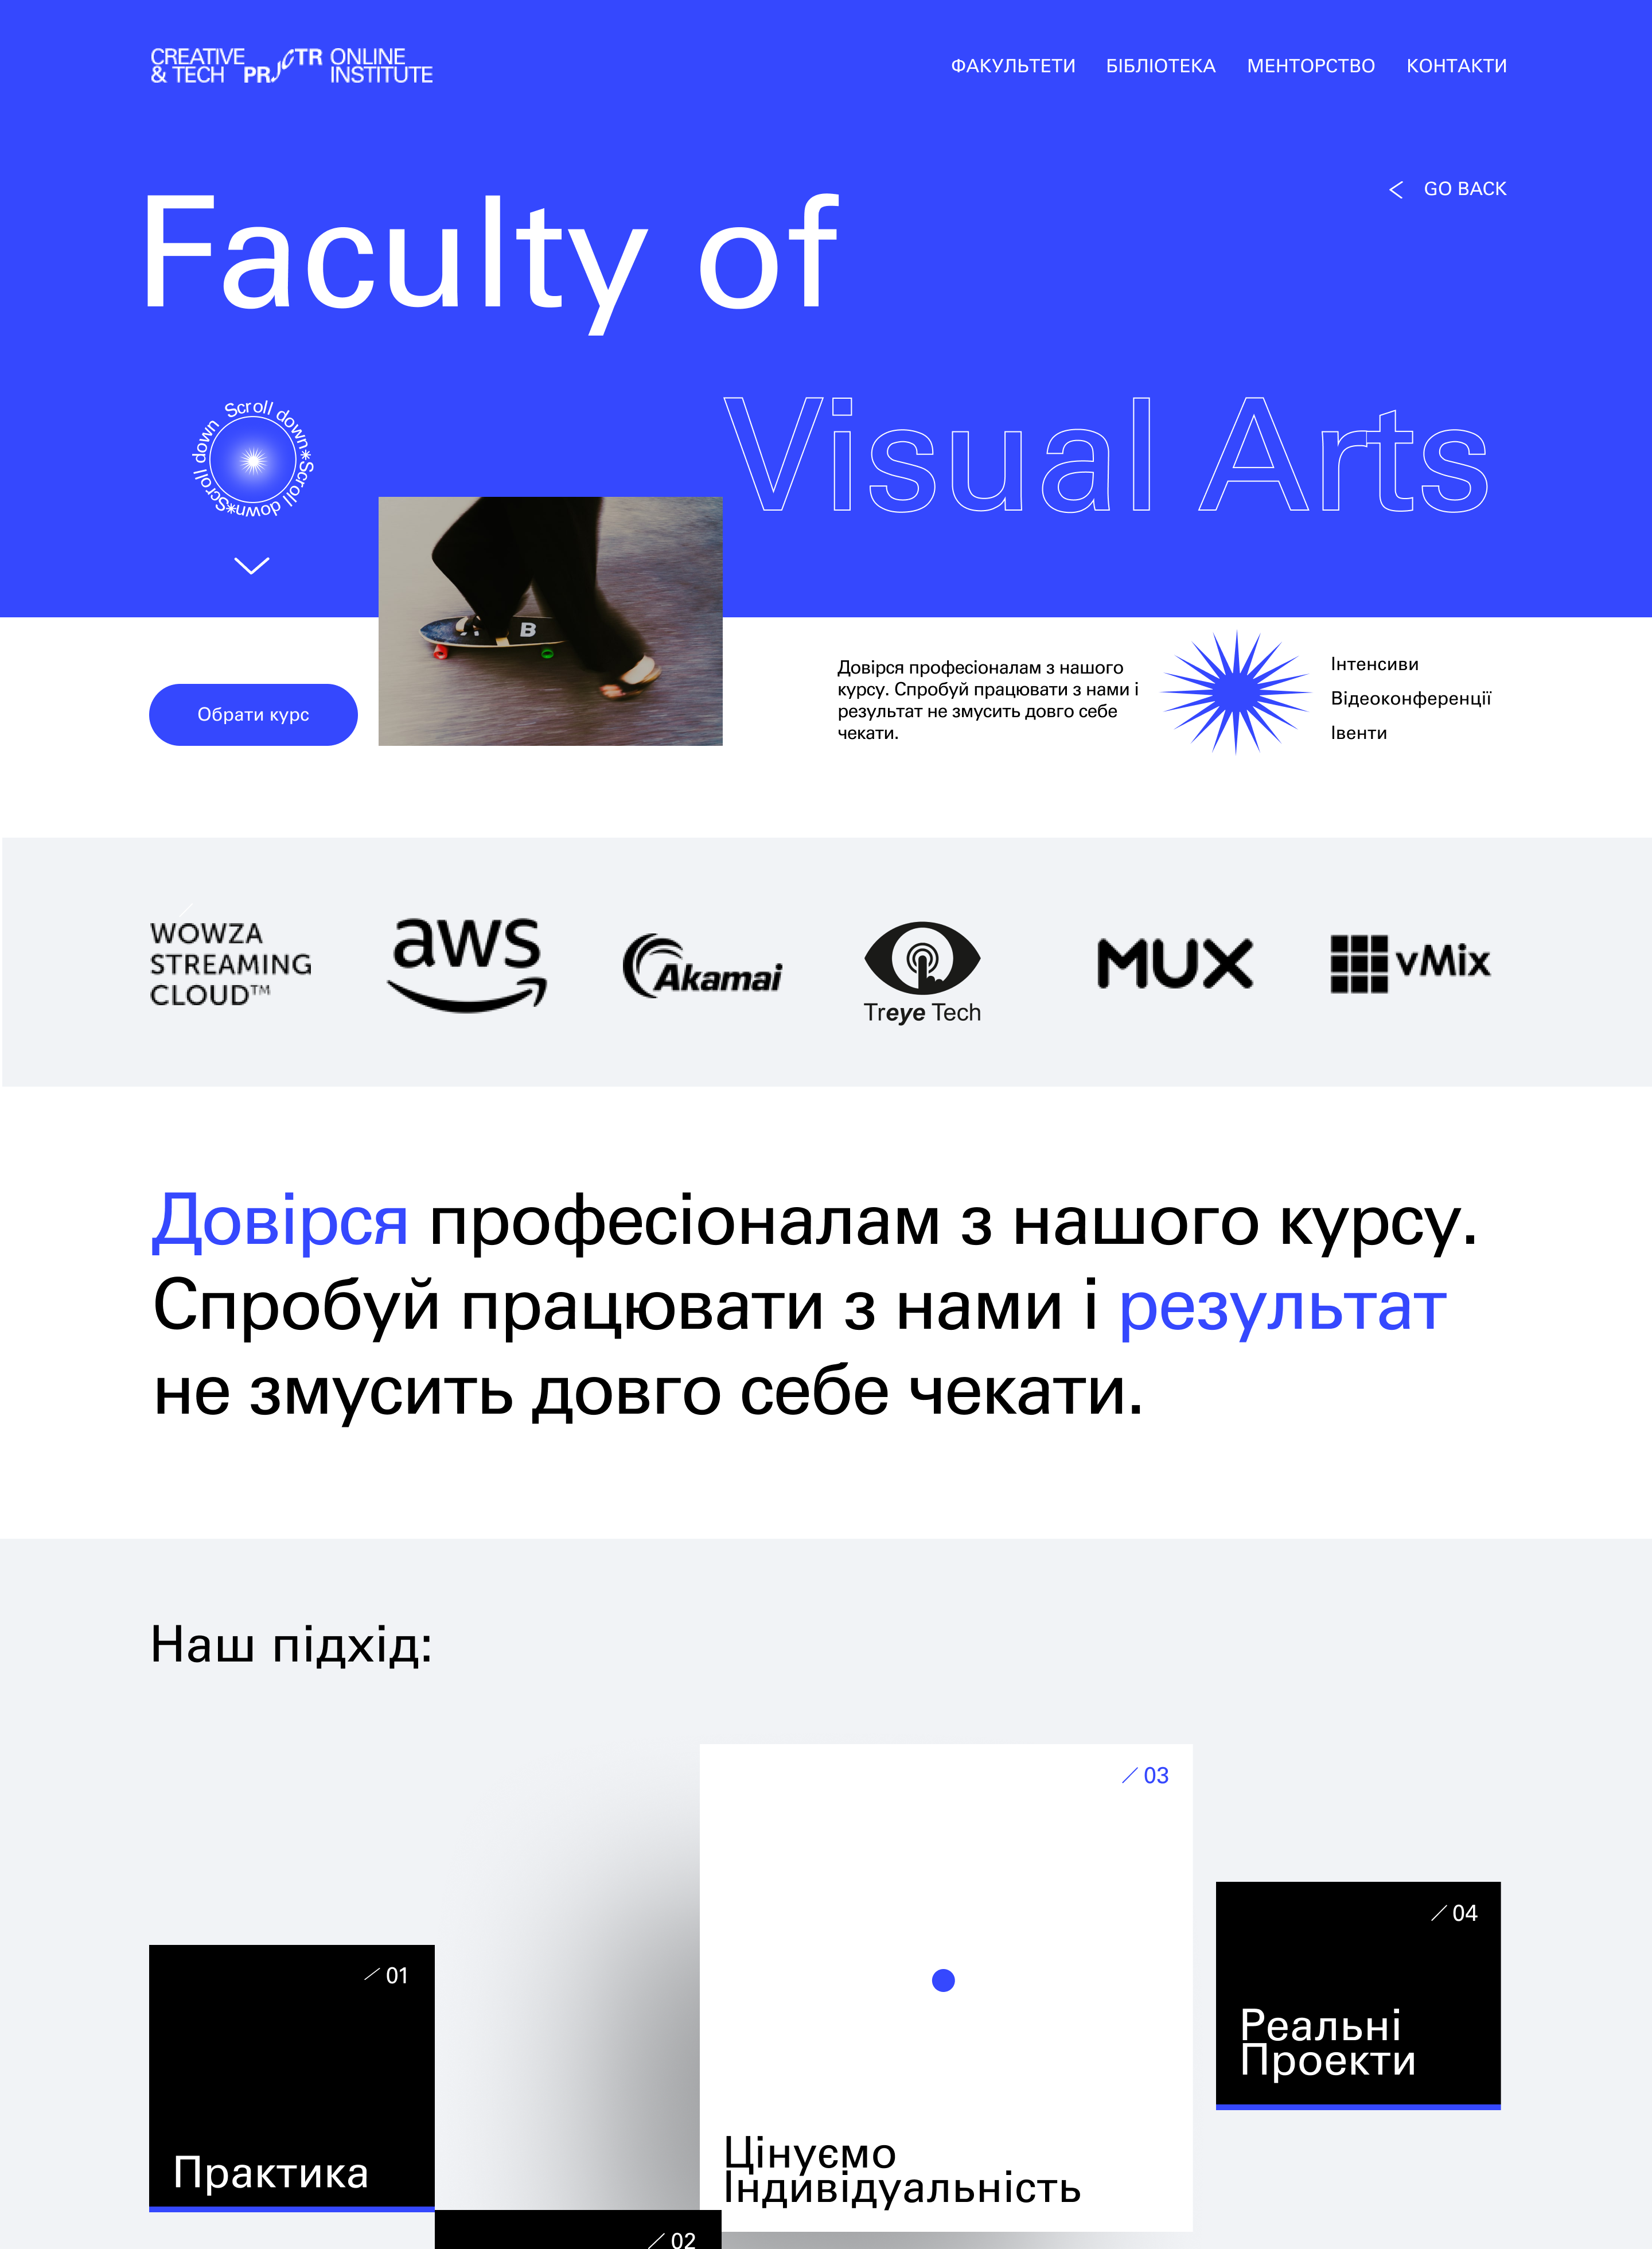 CREATIVE
& TECH
PROJCTR
ONLINE
INSTITUTE
ФАКУЛЬТЕТИ БІБЛІОТЕКА МЕНТОРСТВО КОНТАКТИ
GO BACK
Faculty of
Visual Arts
Scroll down*Scroll down*Scroll down
B
Обрати курс
Довірся професіоналам з нашого
курсу. Спробуй працювати з нами і
результат не змусить довго себе
чекати.
Інтенсиви
Відеоконференції
Івенти
WOWZA
STREAMING
CLOUD™
aws
Akamai
Treye Tech
MUX
vMix
Довірся професіоналам з нашого курсу.
Спробуй працювати з нами і результат
не змусить довго себе чекати.
Наш підхід:
03
Цінуємо
Індивідуальність
04
Реальні
Проекти
01
Практика
02